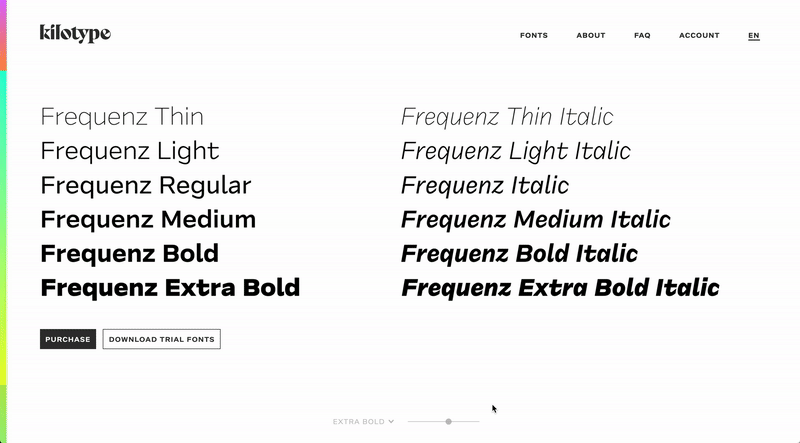 kilotype
FONTS ABOUT FAQ ACCOUNT EN
Frequenz Thin
Frequenz Light
Frequenz Regular
Frequenz Medium
Frequenz Bold
Frequenz Extra Bold
Frequenz Thin Italic
Frequenz Light Italic
Frequenz Italic
Frequenz Medium Italic
Frequenz Bold Italic
Frequenz Extra Bold Italic
PURCHASE DOWNLOAD TRIAL FONTS
EXTRA BOLD